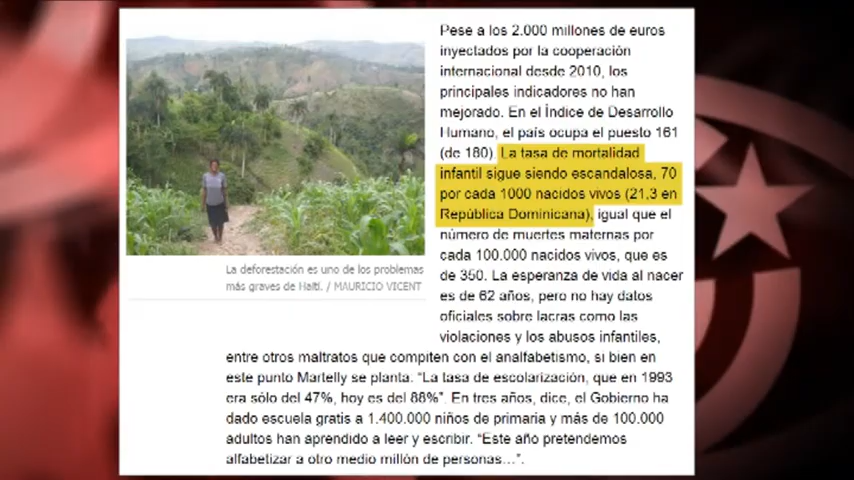 Pese a los 2.000 millones de euros
inyectados por la cooperación
internacional desde 2010, los
principales indicadores no han
mejorado. En el Índice de Desarrollo
Humano, el país ocupa el puesto 161
(de 180). La tasa de mortalidad
infantil sigue siendo escandalosa, 70
por cada 1000 nacidos vivos (21,3 en
República Dominicana), igual que el
número de muertes maternas por
cada 100.000 nacidos vivos, que es
de 350. La esperanza de vida al nacer
es de 62 años, pero no hay datos
oficiales sobre lacras como las
violaciones y los abusos infantiles,
entre otros maltratos que compiten con el analfabetismo, si bien en
este punto Martelly se planta. “La tasa de escolarización, que en 1993
era sólo del 47%, hoy es del 88%”. En tres años, dice, el Gobierno ha
dado escuela gratis a 1.400.000 niños de primaria y más de 100.000
adultos han aprendido a leer y escribir. “Este año pretendemos
alfabetizar a otro medio millón de personas…”.
La deforestación es uno de los problemas
más graves de Haití. / MAURICIO VICENT